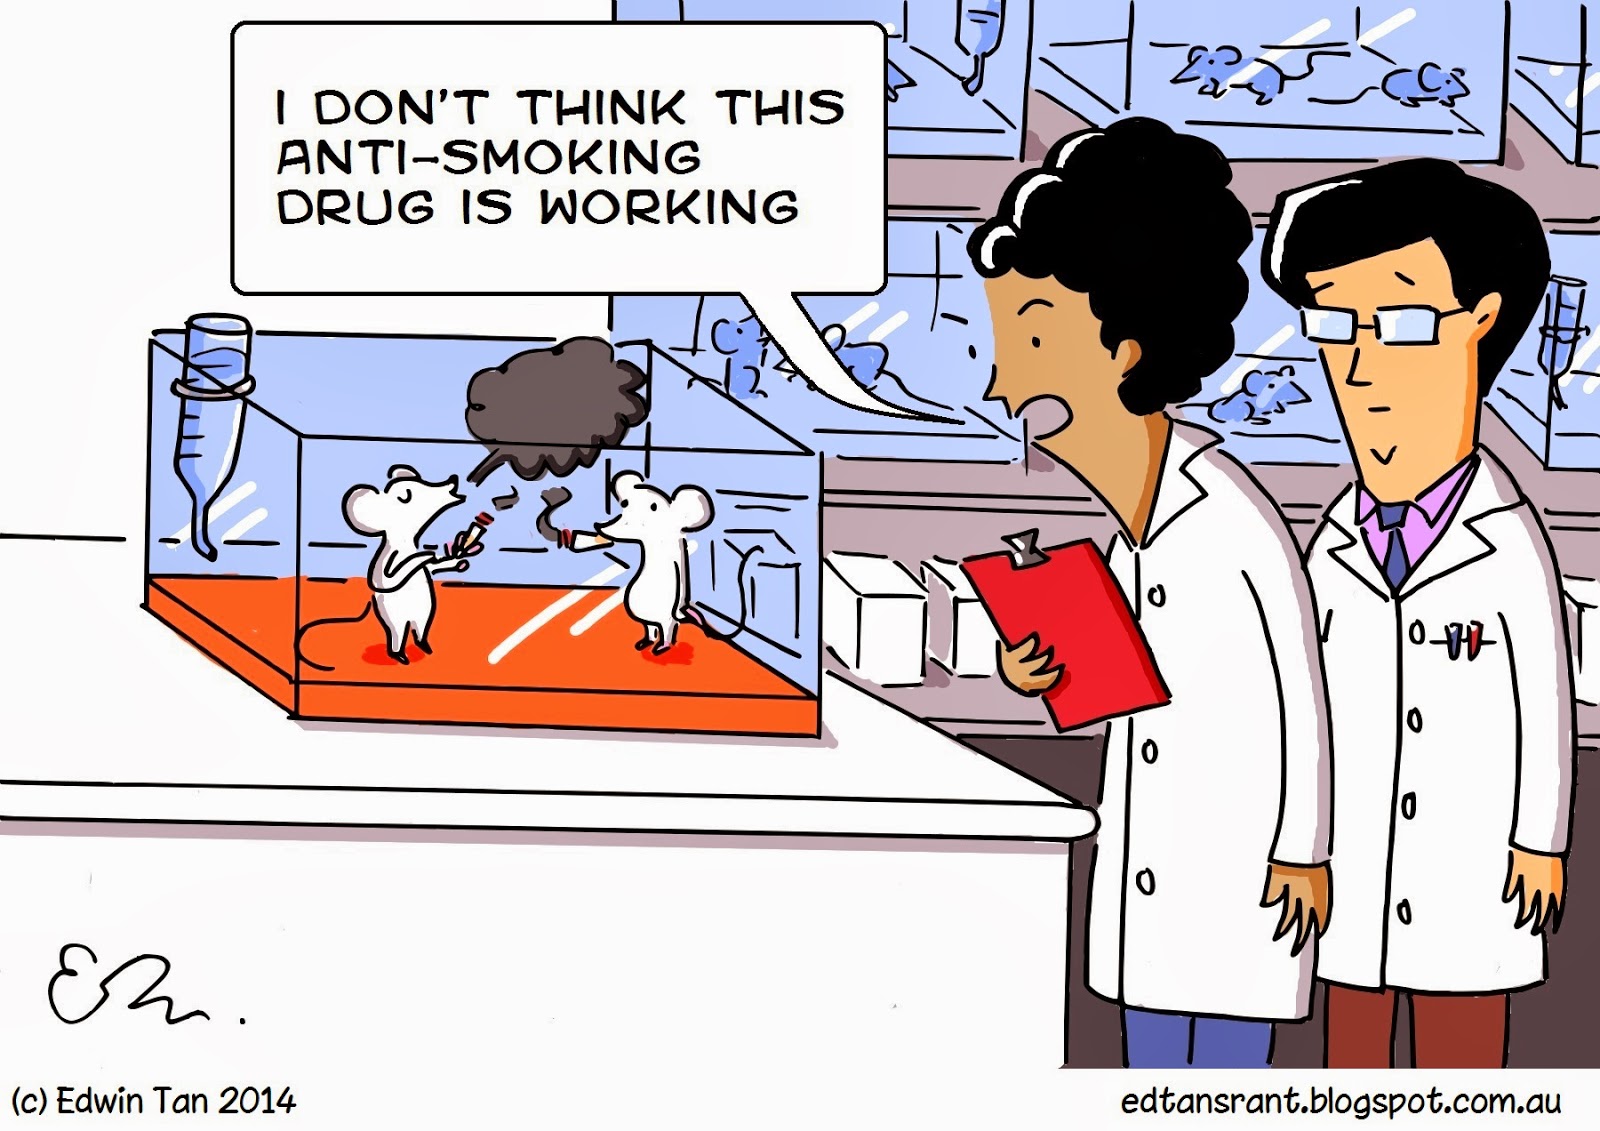 I DON'T THINK THIS
ANTI-SMOKING
DRUG IS WORKING
(c) Edwin Tan 2014
edtansrant.blogspot.com.au